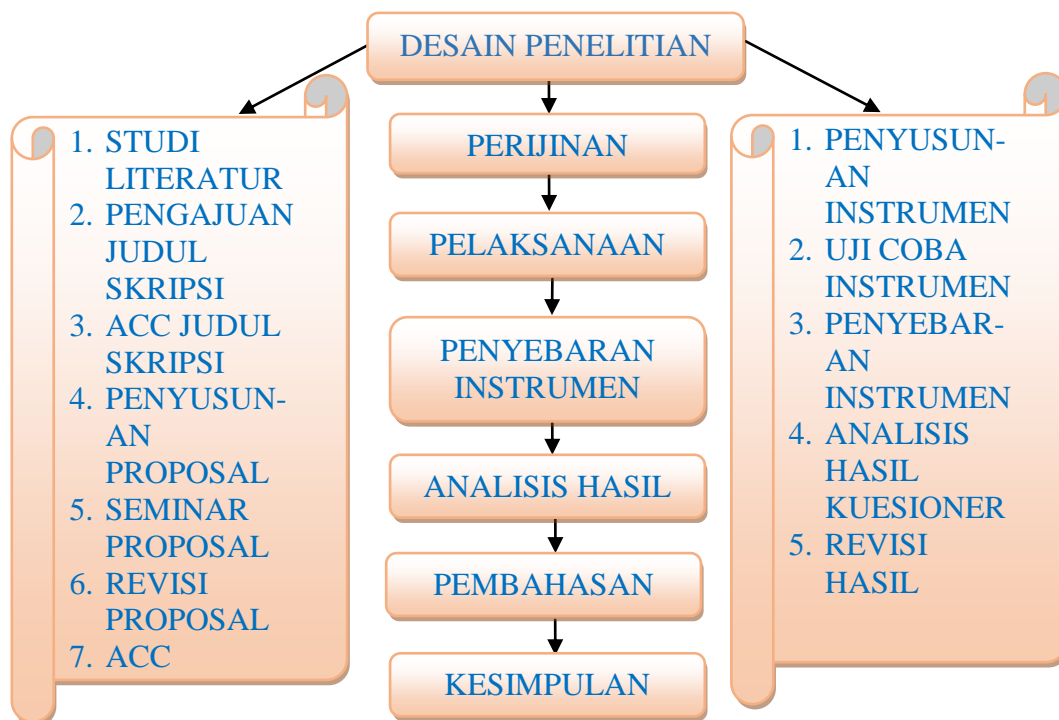 DESAIN PENELITIAN
1. STUDI
LITERATUR
2. PENGAJUAN
JUDUL
SKRIPSI
3. ACC JUDUL
SKRIPSI
4. PENYUSUN-
AN
PROPOSAL
5. SEMINAR
PROPOSAL
6. REVISI
PROPOSAL
7. ACC
PERIJINAN
PELAKSANAAN
PENYEBARAN
INSTRUMEN
ANALISIS HASIL
PEMBAHASAN
KESIMPULAN
1. PENYUSUN-
AN
INSTRUMEN
2. UJI COBA
INSTRUMEN
3. PENYEBAR-
AN
INSTRUMEN
4. ANALISIS
HASIL
KUESIONER
5. REVISI
HASIL